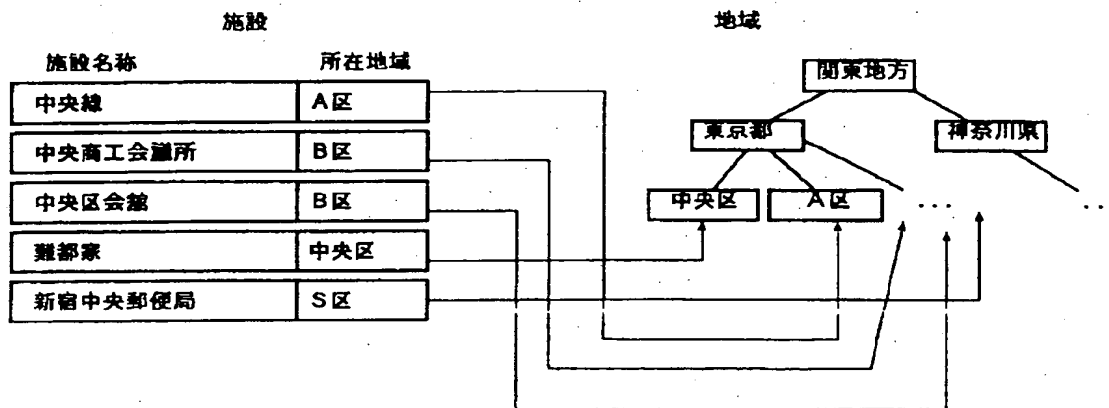 施設
施設名称 所在地域
中央線 A区
中央商工会議所 B区
中央区会館 B区
難都家 中央区
新宿中央郵便局 S区
地域
関東地方
東京都 神奈川県
中央区 A区 ... ..